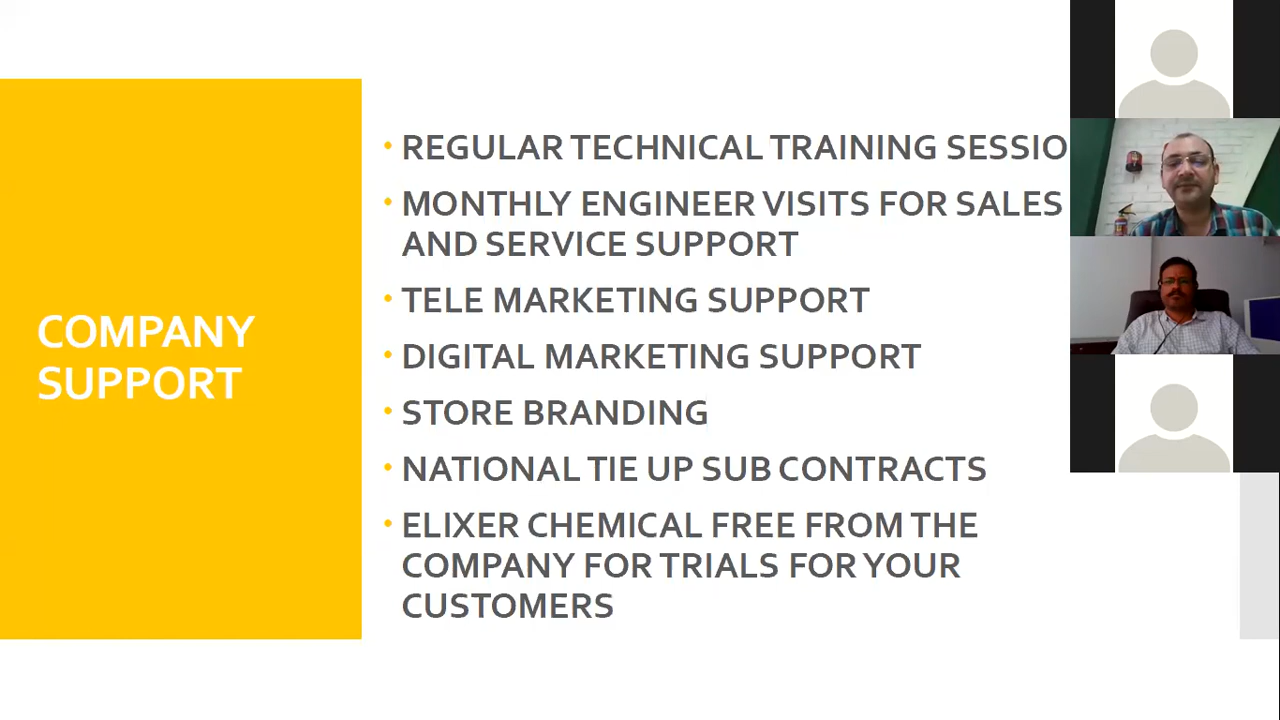 COMPANY
SUPPORT
• REGULAR TECHNICAL TRAINING SESSIO
• MONTHLY ENGINEER VISITS FOR SALES
AND SERVICE SUPPORT
• TELE MARKETING SUPPORT
• DIGITAL MARKETING SUPPORT
• STORE BRANDING
• NATIONAL TIE UP SUB CONTRACTS
• ELIXER CHEMICAL FREE FROM THE
COMPANY FOR TRIALS FOR YOUR
CUSTOMERS